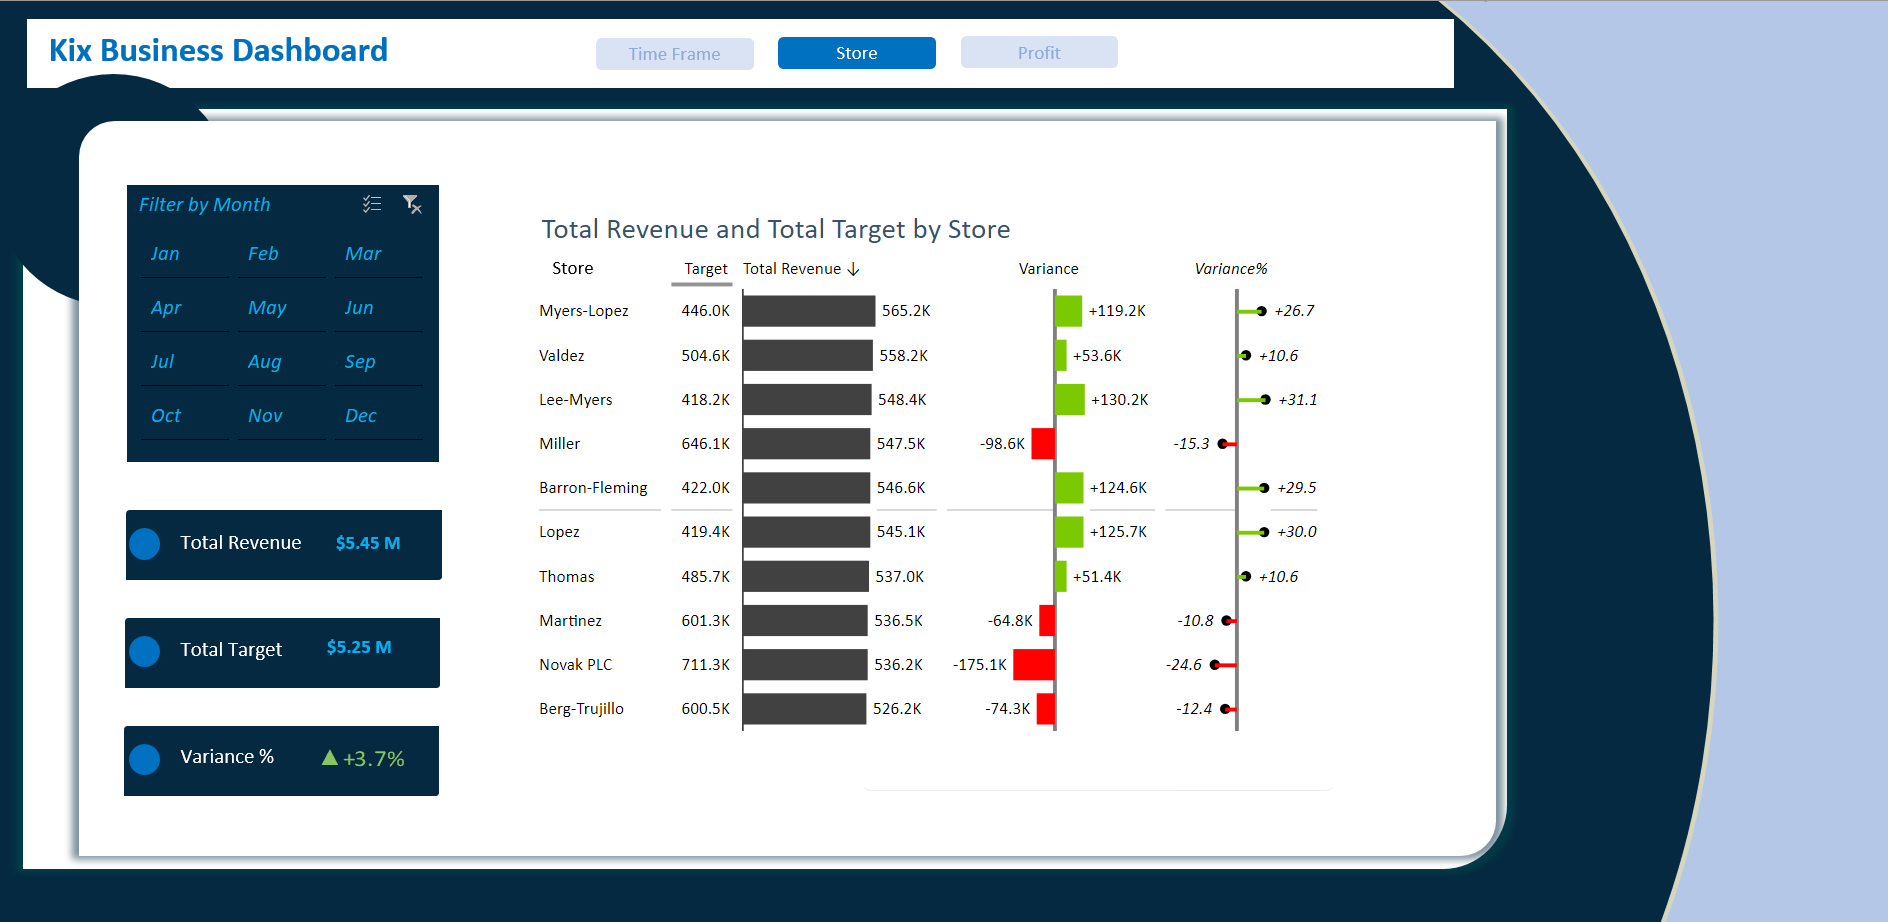 Kix Business Dashboard
Time Frame Store Profit
Filter by Month
Jan Feb Mar
Apr May Jun
Jul Aug Sep
Oct Nov Dec
Total Revenue $5.45 M
Total Target $5.25 M
Variance % ▲+3.7%
Total Revenue and Total Target by Store
Store Target Total Revenue ↓ Variance Variance%
Myers-Lopez 446.0K 565.2K +119.2K +26.7
Valdez 504.6K 558.2K +53.6K +10.6
Lee-Myers 418.2K 548.4K +130.2K +31.1
Miller 646.1K 547.5K -98.6K -15.3
Barron-Fleming 422.0K 546.6K +124.6K +29.5
Lopez 419.4K 545.1K +125.7K +30.0
Thomas 485.7K 537.0K +51.4K +10.6
Martinez 601.3K 536.5K -64.8K -10.8
Novak PLC 711.3K 536.2K -175.1K -24.6
Berg-Trujillo 600.5K 526.2K -74.3K -12.4